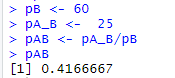 > pB <- 60
> pA_B <-  25
> pAB <- pA_B/pB
> pAB
[1] 0.4166667